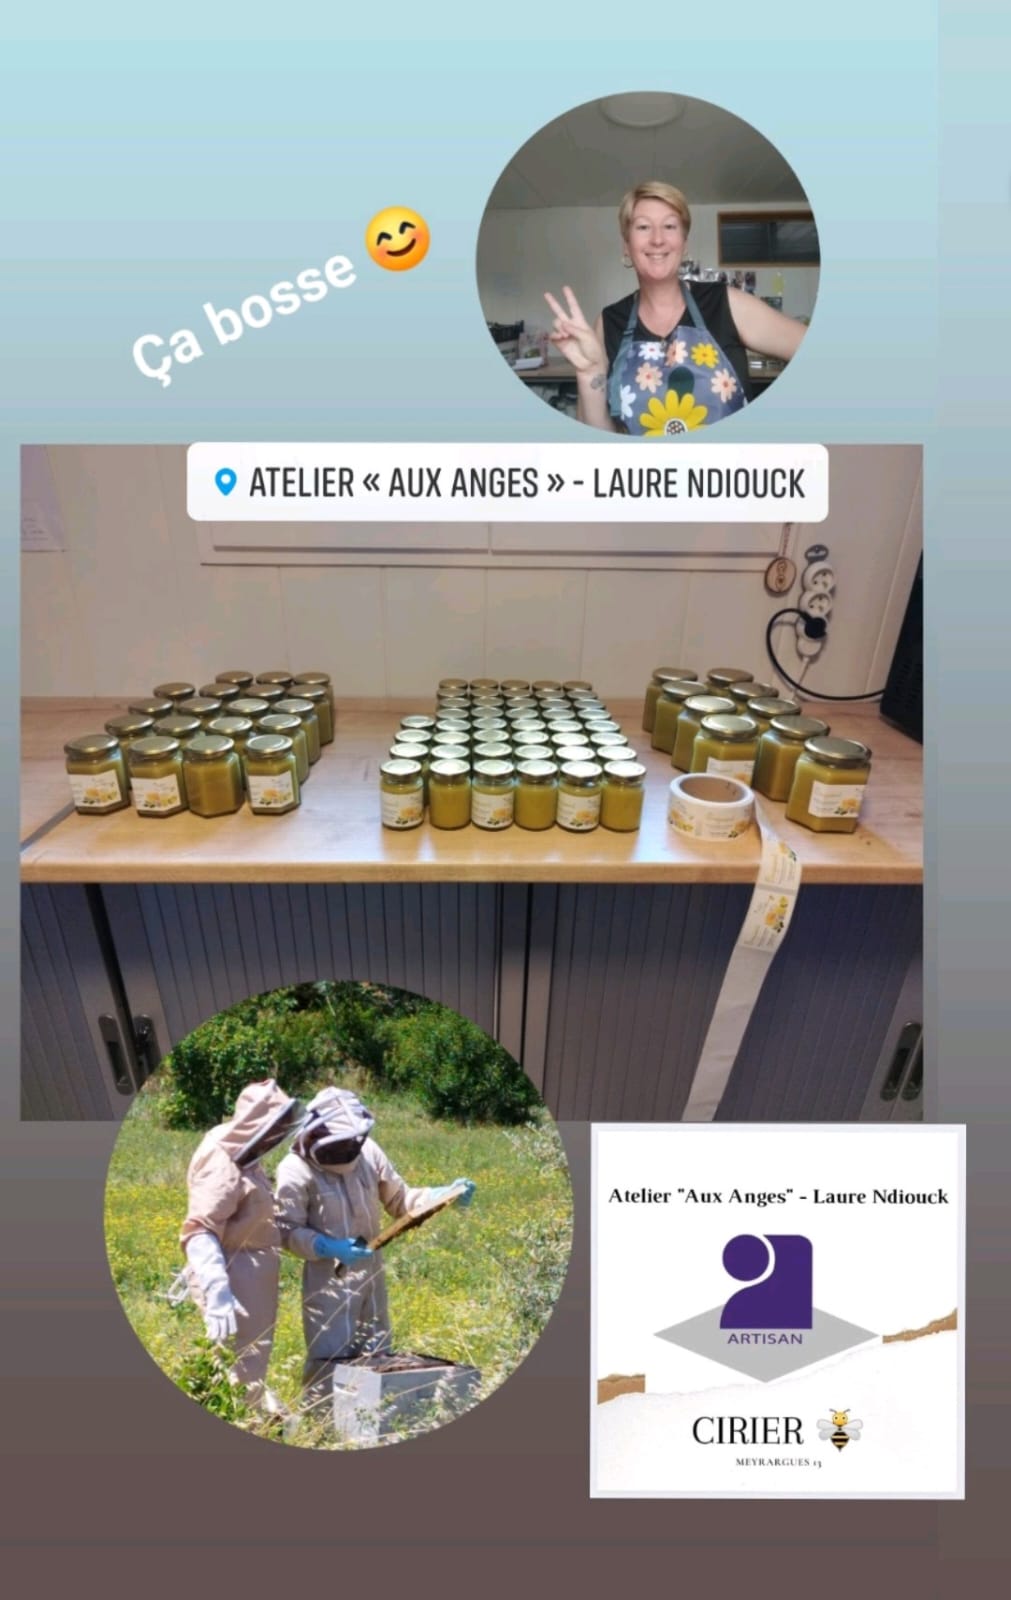 Ça bosse 😊
ATELIER « AUX ANGES » - LAURE NDIOUCK
Atelier "Aux Anges" - Laure Ndiouck
ARTISAN
CIRIER
MEYRARGUES 13